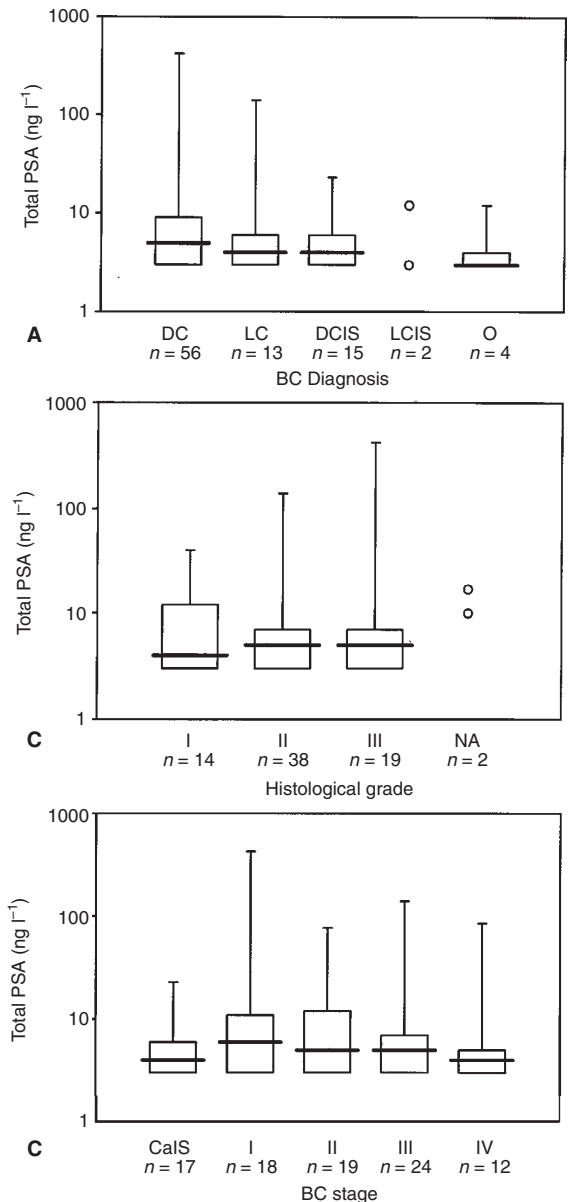 1000
100
10
1
Total PSA (ng l⁻¹)
A
DC LC DCIS LCIS O
n = 56 n = 13 n = 15 n = 2 n = 4
BC Diagnosis
1000
100
10
1
Total PSA (ng l⁻¹)
C
I II III NA
n = 14 n = 38 n = 19 n = 2
Histological grade
1000
100
10
1
Total PSA (ng l⁻¹)
C
CaIS I II III IV
n = 17 n = 18 n = 19 n = 24 n = 12
BC stage